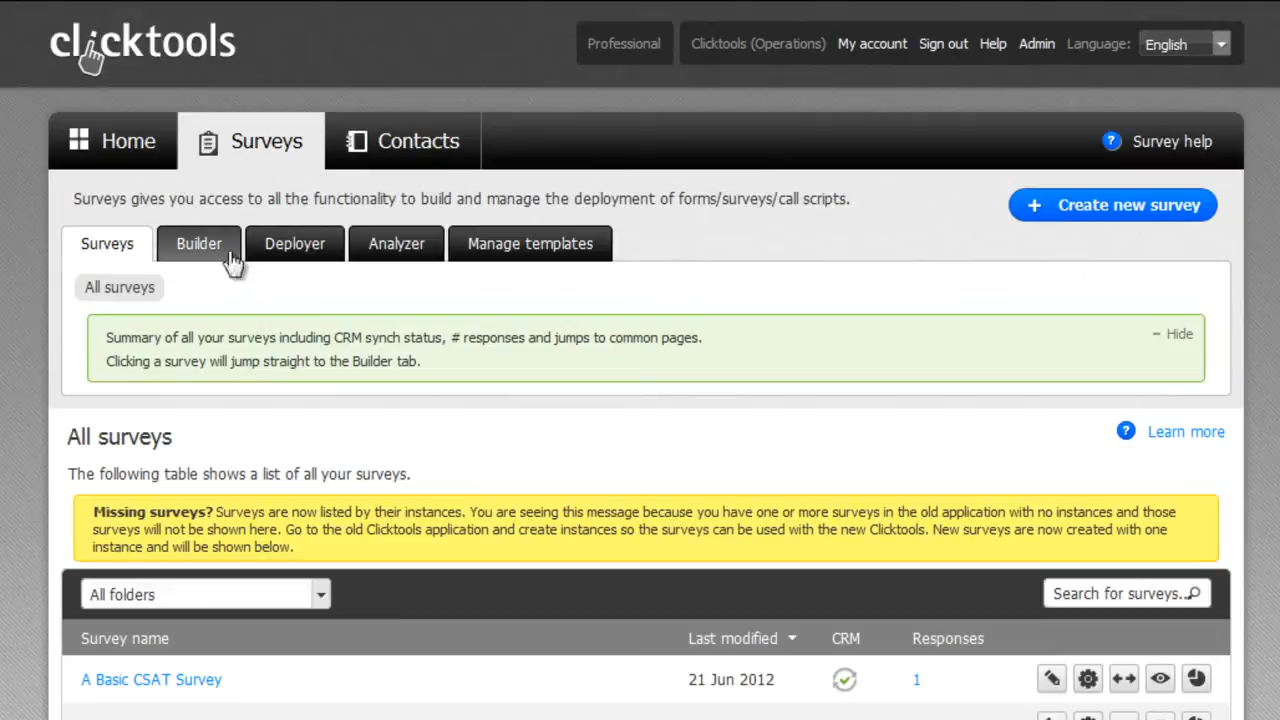 clicktools
Professional
Clicktools (Operations) My account Sign out Help Admin Language: English
Home Surveys Contacts
Survey help
Surveys gives you access to all the functionality to build and manage the deployment of forms/surveys/call scripts.
+ Create new survey
Surveys Builder Deployer Analyzer Manage templates
All surveys
Summary of all your surveys including CRM synch status, # responses and jumps to common pages.
− Hide
Clicking a survey will jump straight to the Builder tab.
All surveys
? Learn more
The following table shows a list of all your surveys.
Missing surveys? Surveys are now listed by their instances. You are seeing this message because you have one or more surveys in the old application with no instances and those
surveys will not be shown here. Go to the old Clicktools application and create instances so the surveys can be used with the new Clicktools. New surveys are now created with one
instance and will be shown below.
All folders
Search for surveys..
Survey name Last modified CRM Responses
A Basic CSAT Survey 21 Jun 2012 1